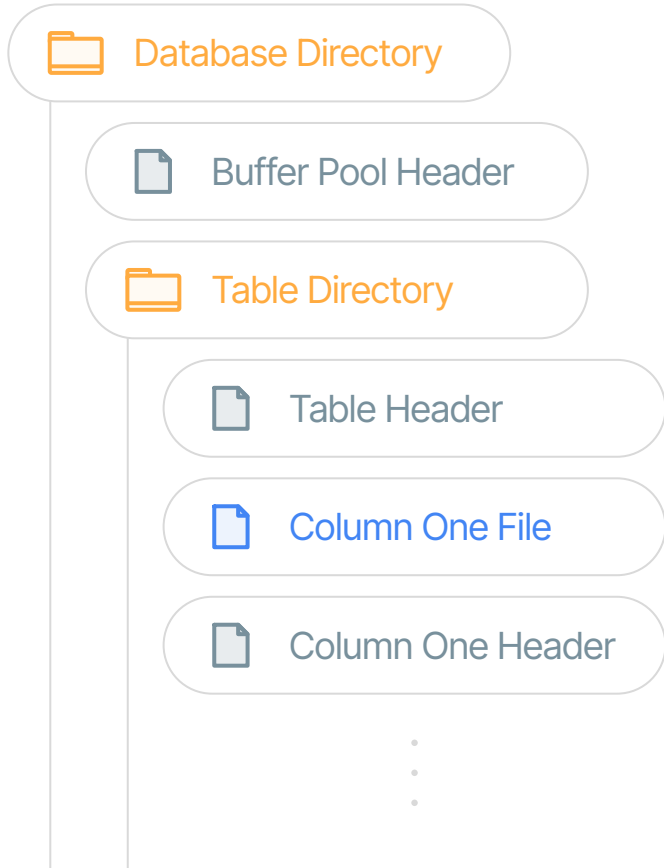 Database Directory
Buffer Pool Header
Table Directory
Table Header
Column One File
Column One Header